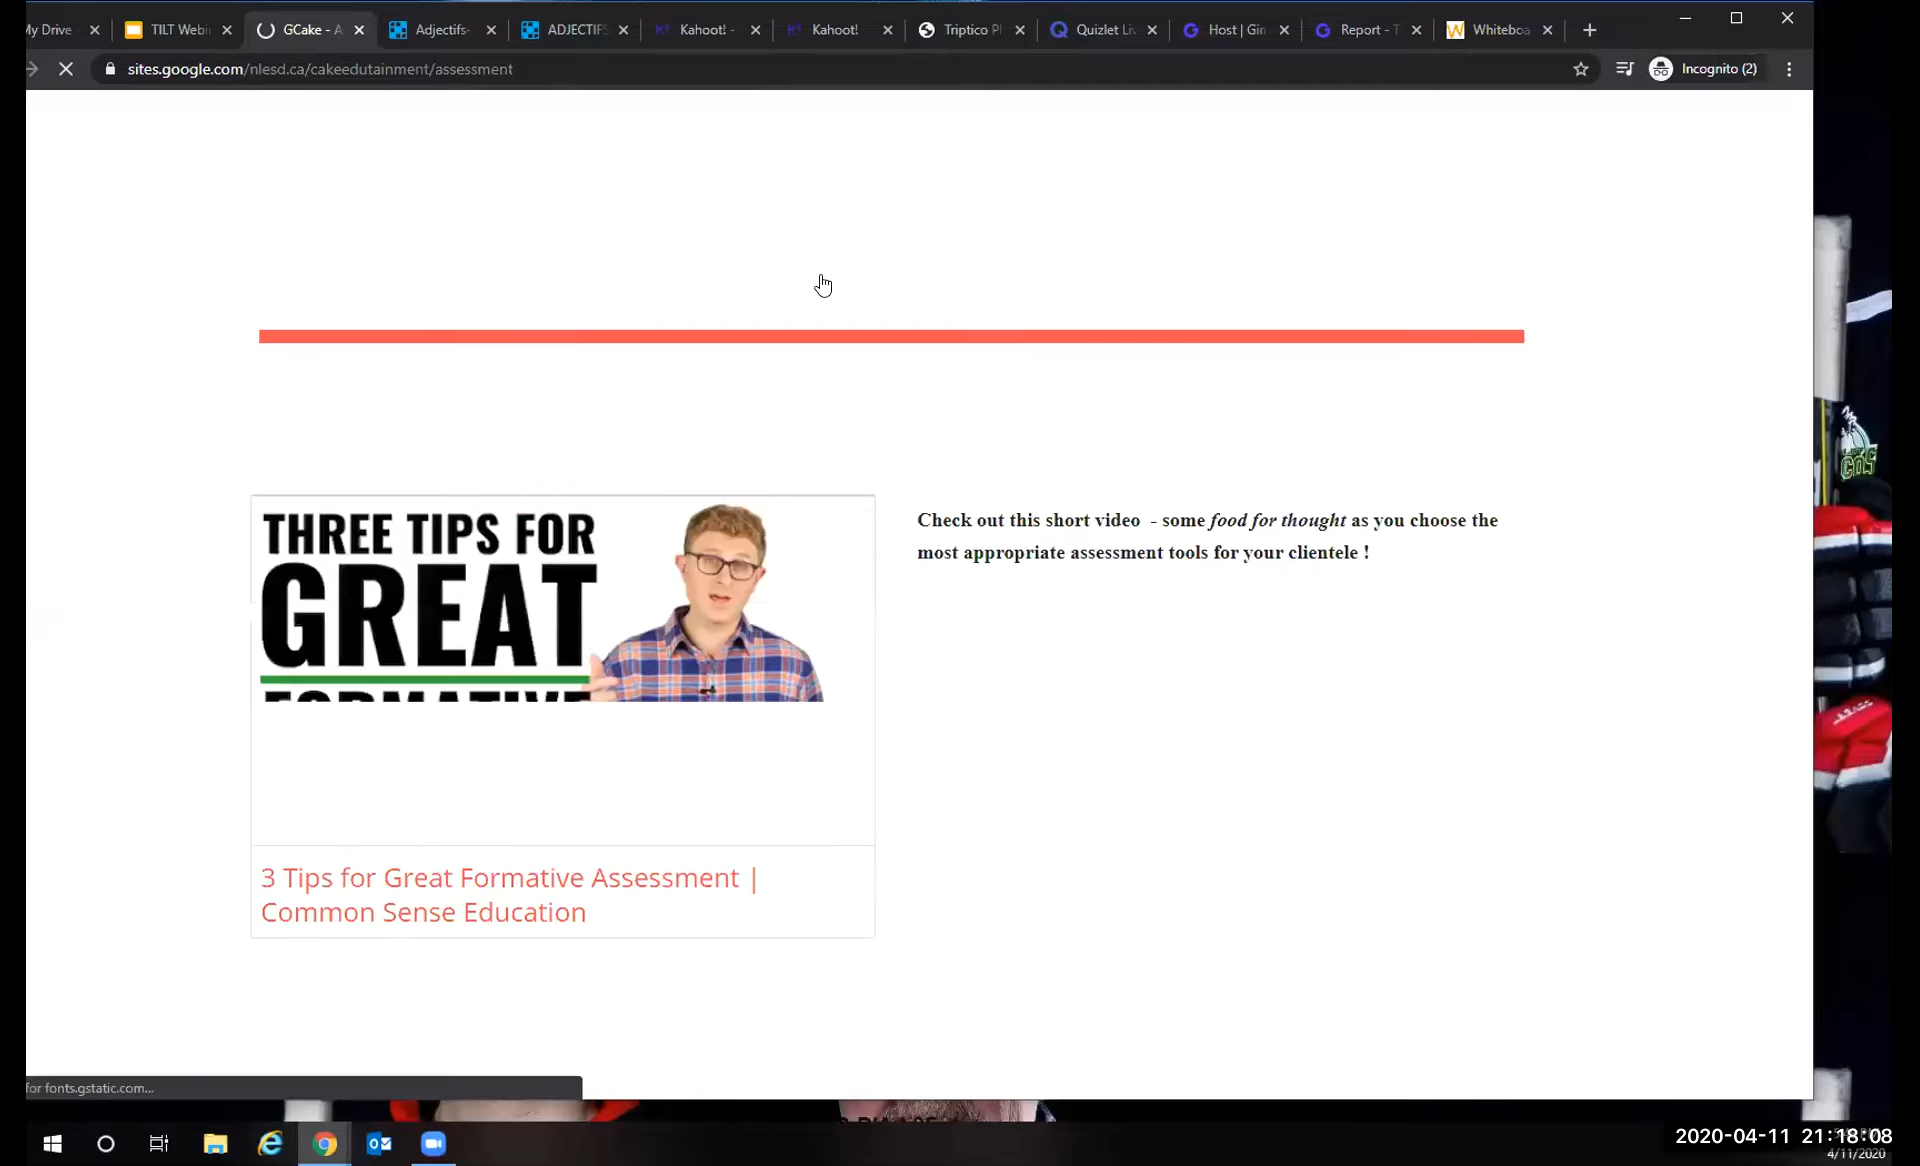 My Drive
TILT Webi
GCake - A
Adjectifs-
ADJECTIFS
Kahoot! -
Kahoot!
Triptico Pl
Quizlet Li
Host | Gim
Report - T
Whiteboa
sites.google.com/nlesd.ca/cakeedutainment/assessment
Incognito (2)
THREE TIPS FOR
GREAT
FORMATIVE
Check out this short video - some food for thought as you choose the
most appropriate assessment tools for your clientele !
3 Tips for Great Formative Assessment |
Common Sense Education
for fonts.gstatic.com...
2020-04-11 21:18:08
4/11/2020